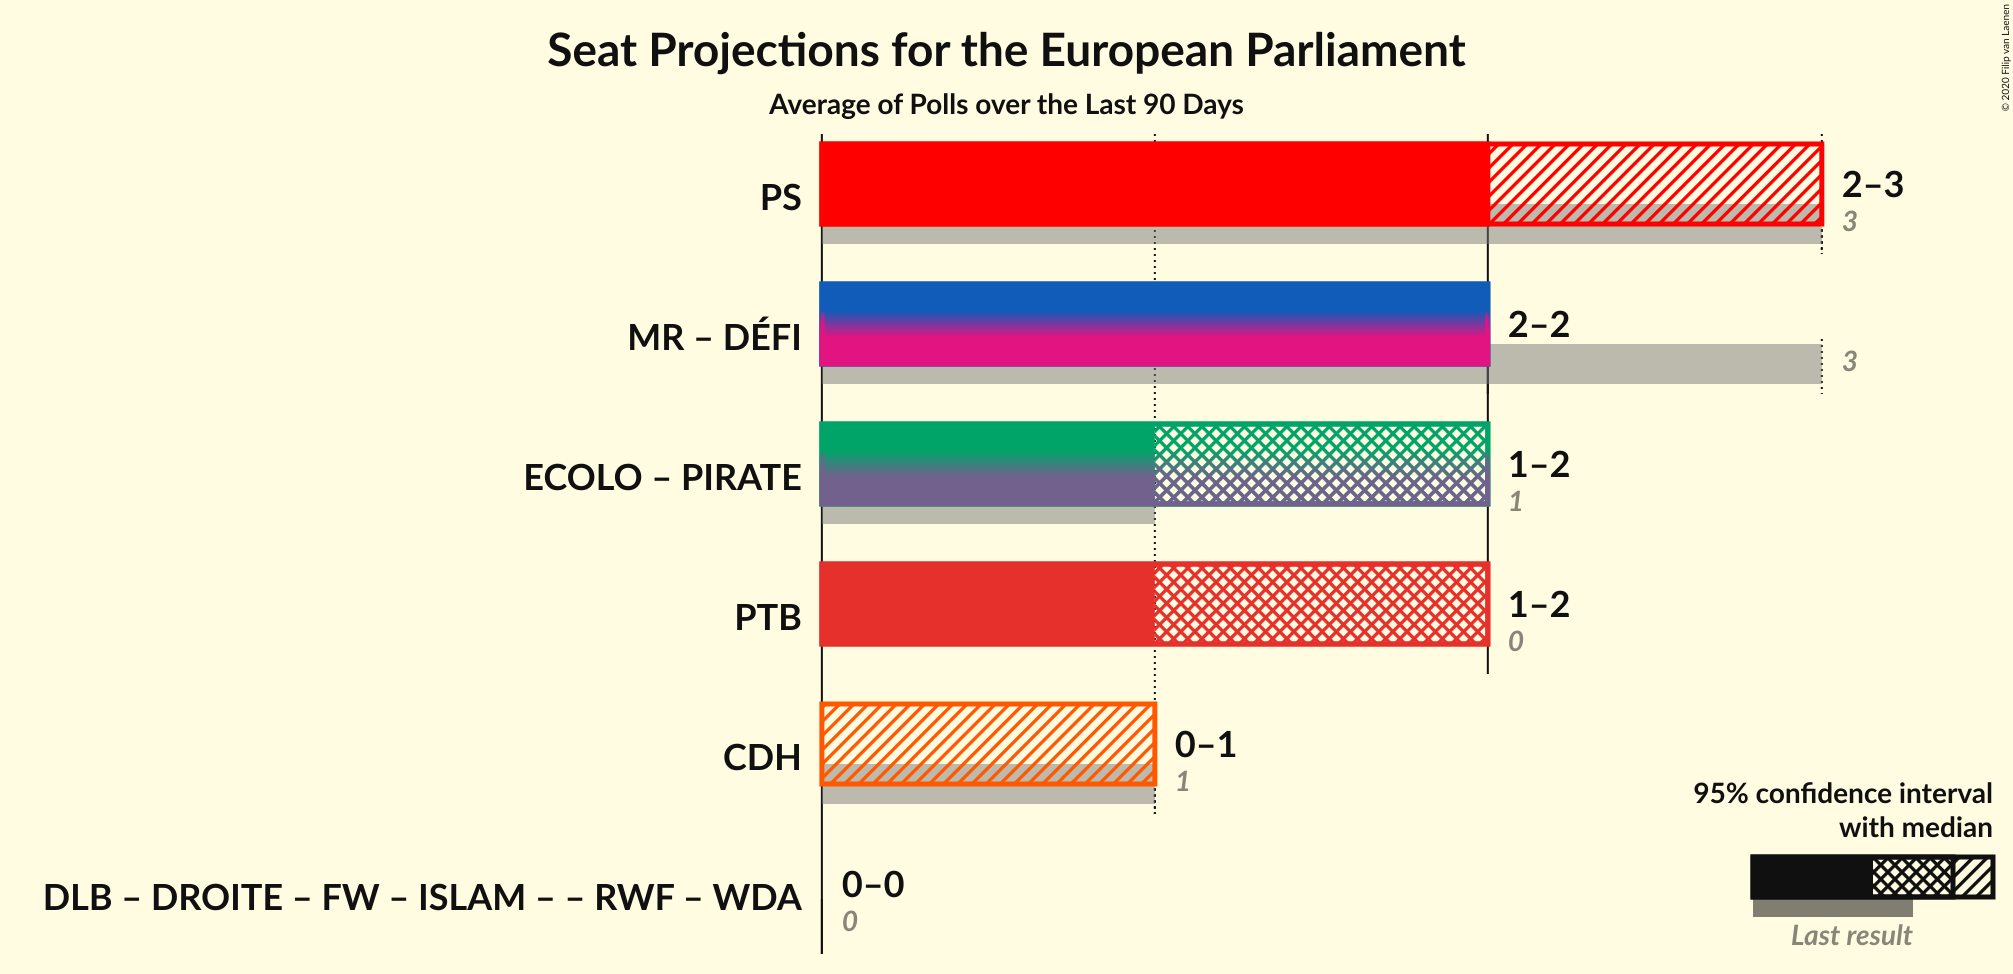 Seat Projections for the European Parliament
Average of Polls over the Last 90 Days
© 2020 Filip van Laenen
PS
2–3
3
MR – DÉFI
2–2
3
ECOLO – PIRATE
1–2
1
PTB
1–2
0
CDH
0–1
1
DLB – DROITE – FW – ISLAM – – RWF – WDA
0–0
0
95% confidence interval
with median
Last result